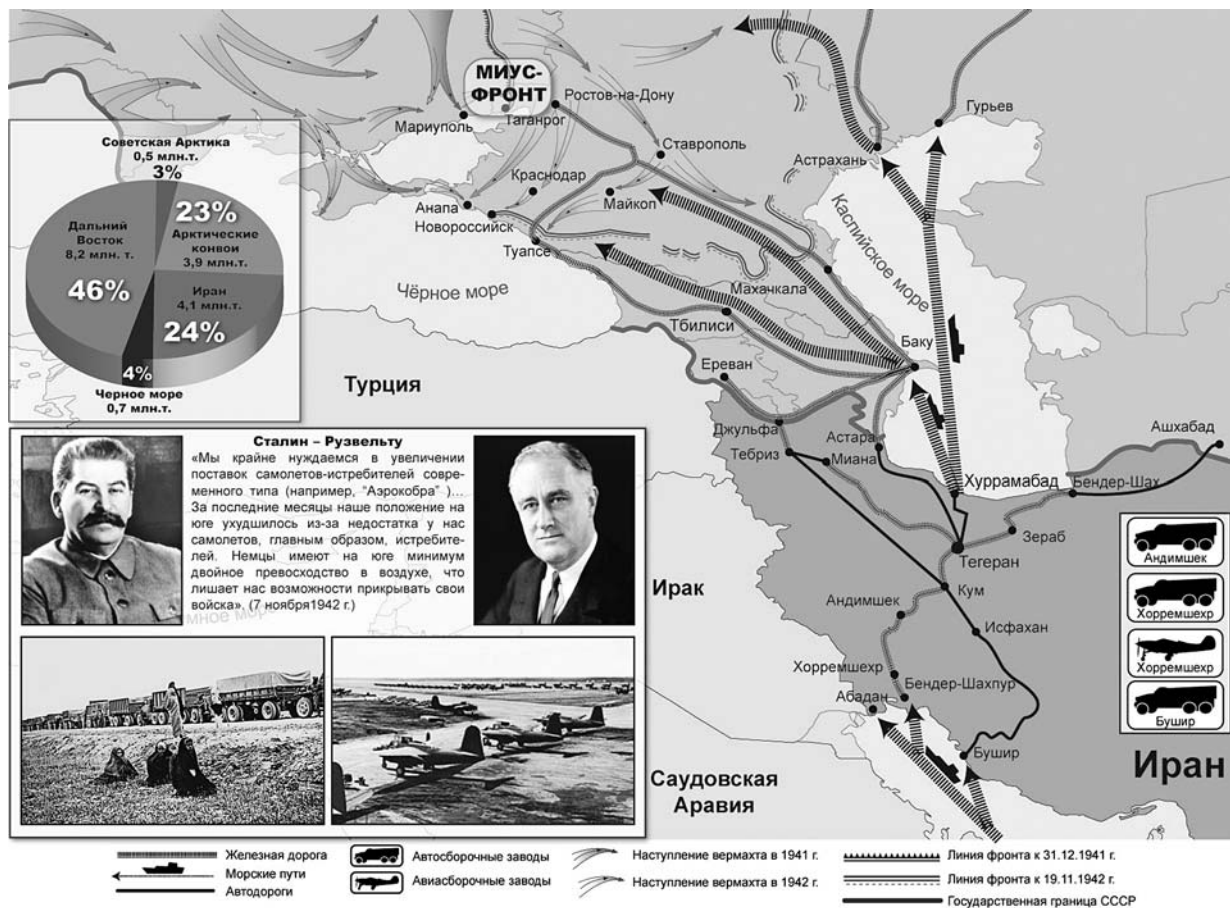 МИУС-
ФРОНТ
Ростов-на-Дону
Таганрог
Мариуполь
Гурьев
Астрахань
Ставрополь
Краснодар
Майкоп
Анапа
Новороссийск
Туапсе
Чёрное море
Каспийское море
Махачкала
Тбилиси
Баку
Ереван
Турция
Джульфа
Астара
Тебриз
Миана
Ашхабад
Хуррамабад
Бендер-Шах
Зераб
Тегеран
Ирак
Кум
Андимшек
Исфахан
Хорремшехр
Бендер-Шахпур
Абадан
Бушир
Саудовская
Аравия
Иран
Советская Арктика
0,5 млн.т.
3%
23%
Арктические
конвои
3,9 млн.т.
Дальний
Восток
8,2 млн. т.
46%
Иран
4,1 млн.т.
24%
4%
Черное море
0,7 млн.т.
Сталин – Рузвельту
«Мы крайне нуждаемся в увеличении
поставок самолетов-истребителей совре-
менного типа (например, "Аэрокобра" )...
За последние месяцы наше положение на
юге ухудшилось из-за недостатка у нас
самолетов, главным образом, истребите-
лей. Немцы имеют на юге минимум
двойное превосходство в воздухе, что
лишает нас возможности прикрывать свои
войска». (7 ноября1942 г.)
Андимшек
Хорремшехр
Хорремшехр
Бушир
Железная дорога
Морские пути
Автодороги
Автосборочные заводы
Авиасборочные заводы
Наступление вермахта в 1941 г.
Наступление вермахта в 1942 г.
Линия фронта к 31.12.1941 г.
Линия фронта к 19.11.1942 г.
Государственная граница СССР